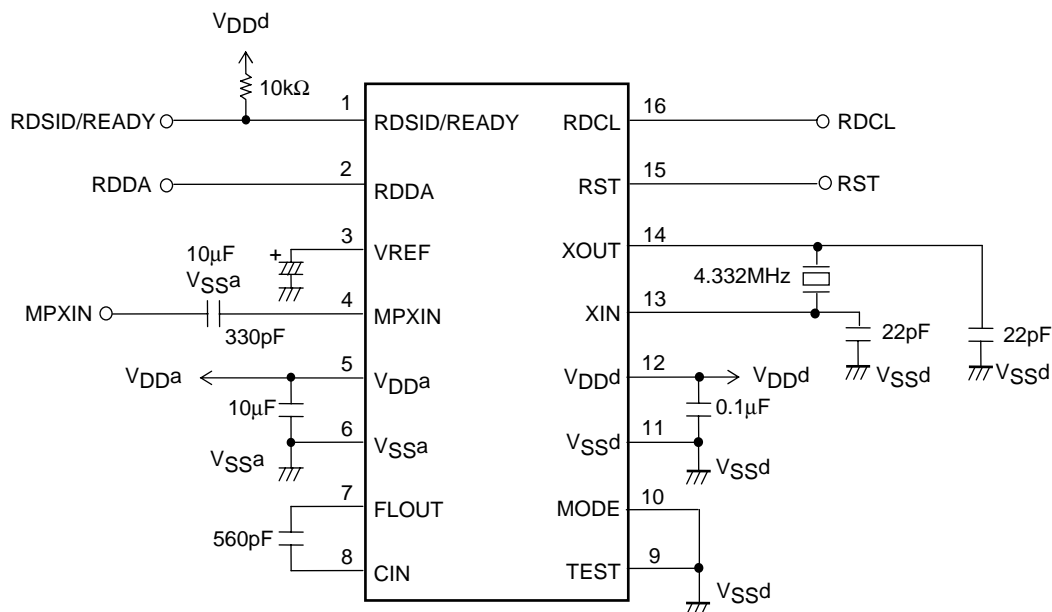 VDDd
10kΩ
RDSID/READY
1
RDSID/READY
RDCL
16
RDCL
RDDA
2
RDDA
RST
15
RST
10μF
+
VSSa
3
VREF
XOUT
14
4.332MHz
MPXIN
330pF
4
MPXIN
XIN
13
22pF
VSSd
22pF
VSSd
VDDa
5
VDDa
VDDd
12
VDDd
10μF
0.1μF
6
VSSa
VSSa
VSSd
11
VSSd
7
FLOUT
MODE
10
560pF
8
CIN
TEST
9
VSSd